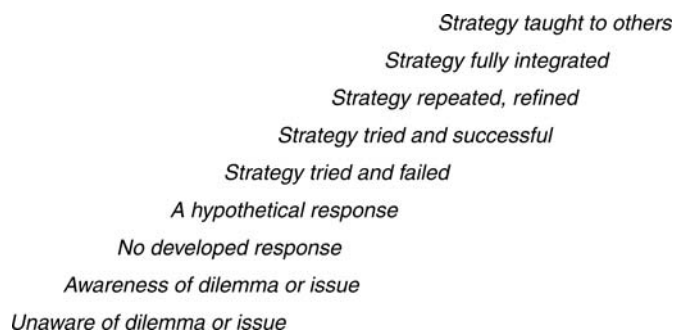 Strategy taught to others
Strategy fully integrated
Strategy repeated, refined
Strategy tried and successful
Strategy tried and failed
A hypothetical response
No developed response
Awareness of dilemma or issue
Unaware of dilemma or issue